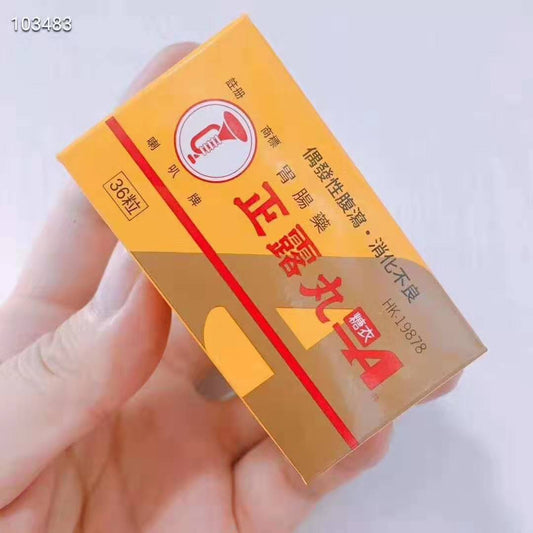 103483
偶發性腹瀉・消化不良
HK-19878
註册
商標
喇叭牌
胃腸藥
正露丸
糖衣
A
36粒